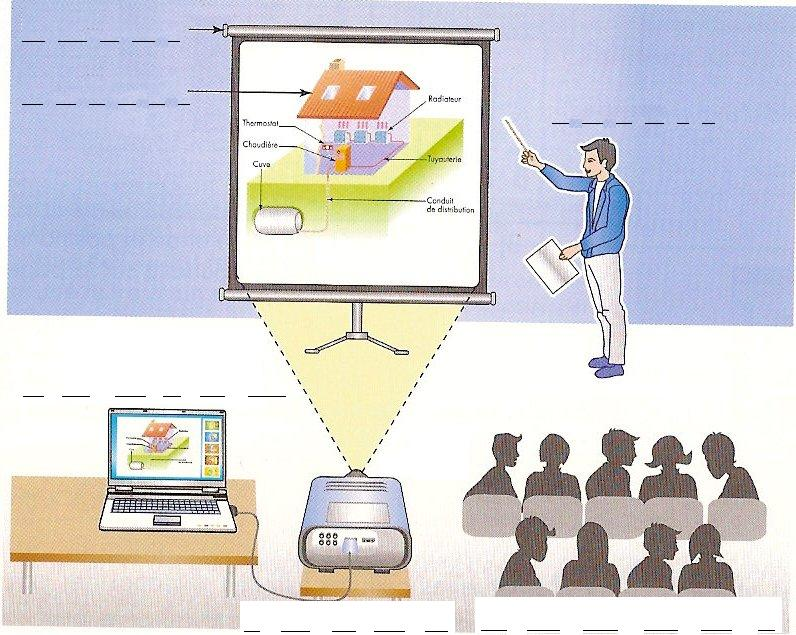 Radiateur
Thermostat
Chaudière
Cuve
Tuyauterie
Conduit
de distribution